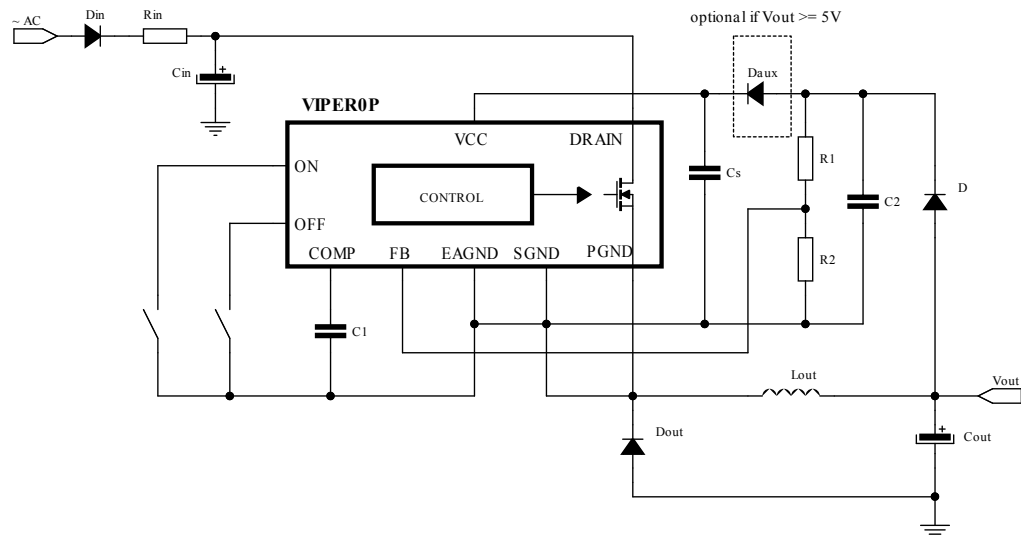 optional if Vout >= 5V
~ AC
Din
Rin
Cin
Daux
VIPER0P
VCC
DRAIN
ON
R1
Cs
CONTROL
C2
D
OFF
COMP
FB
EAGND
SGND
PGND
R2
C1
Lout
Vout
Dout
Cout